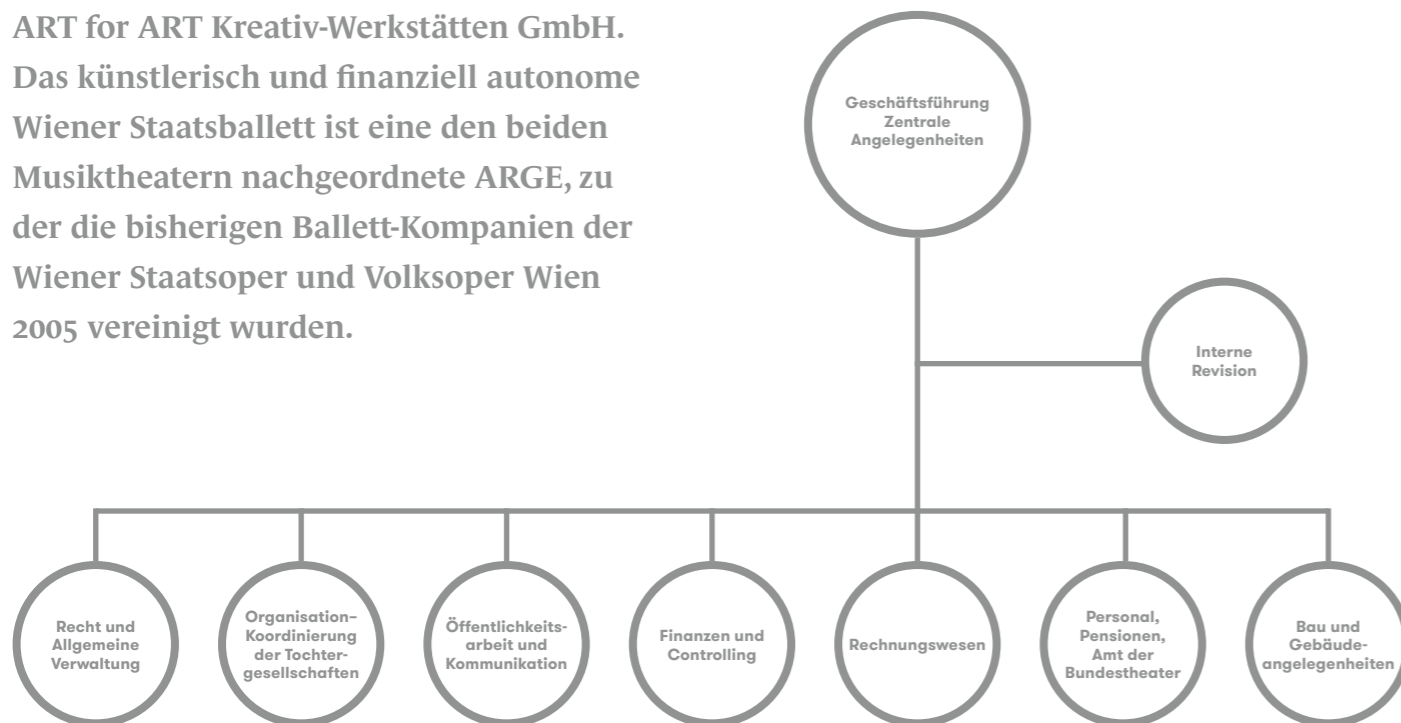 ART for ART Kreativ-Werkstätten GmbH.
Das künstlerisch und finanziell autonome
Wiener Staatsballett ist eine den beiden
Musiktheatern nachgeordnete ARGE, zu
der die bisherigen Ballett-Kompanien der
Wiener Staatsoper und Volksoper Wien
2005 vereinigt wurden.
Geschäftsführung
Zentrale
Angelegenheiten
Interne
Revision
Recht und
Allgemeine
Verwaltung
Organisation–
Koordinierung
der Tochter-
gesellschaften
Öffentlichkeits-
arbeit und
Kommunikation
Finanzen und
Controlling
Rechnungswesen
Personal,
Pensionen,
Amt der
Bundestheater
Bau und
Gebäude-
angelegenheiten